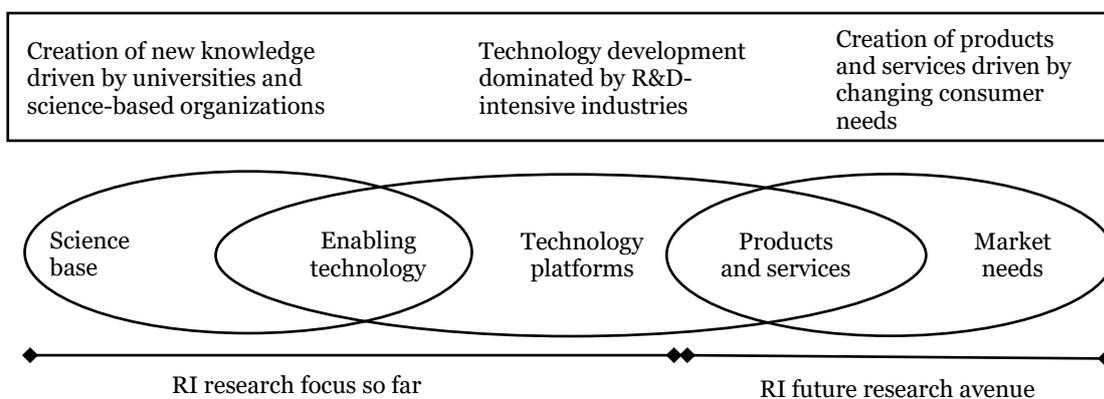 Creation of new knowledge
driven by universities and
science-based organizations
Technology development
dominated by R&D-
intensive industries
Creation of products
and services driven by
changing consumer
needs
Science
base
Enabling
technology
Technology
platforms
Products
and services
Market
needs
RI research focus so far
RI future research avenue